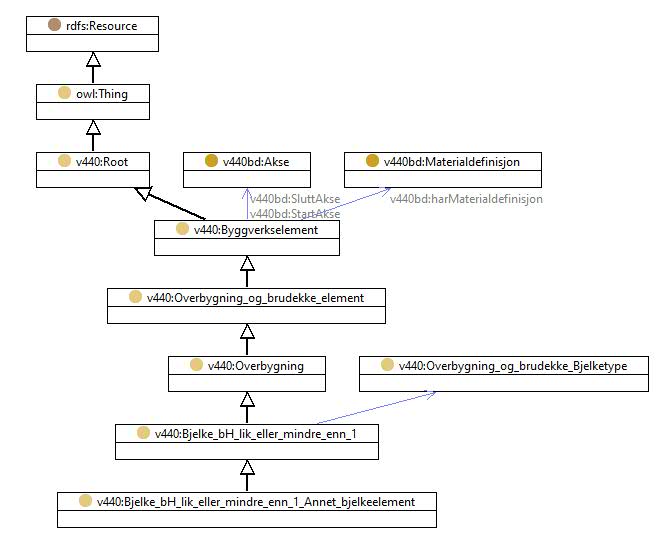 rdfs:Resource
owl:Thing
v440:Root
v440bd:Akse
v440bd:Materialdefinisjon
v440bd:SluttAkse
v440bd:StartAkse
v440bd:harMaterialdefinisjon
v440:Byggverkselement
v440:Overbygning_og_brudekke_element
v440:Overbygning
v440:Overbygning_og_brudekke_Bjelketype
v440:Bjelke_bH_lik_eller_mindre_enn_1
v440:Bjelke_bH_lik_eller_mindre_enn_1_Annet_bjelkeelement